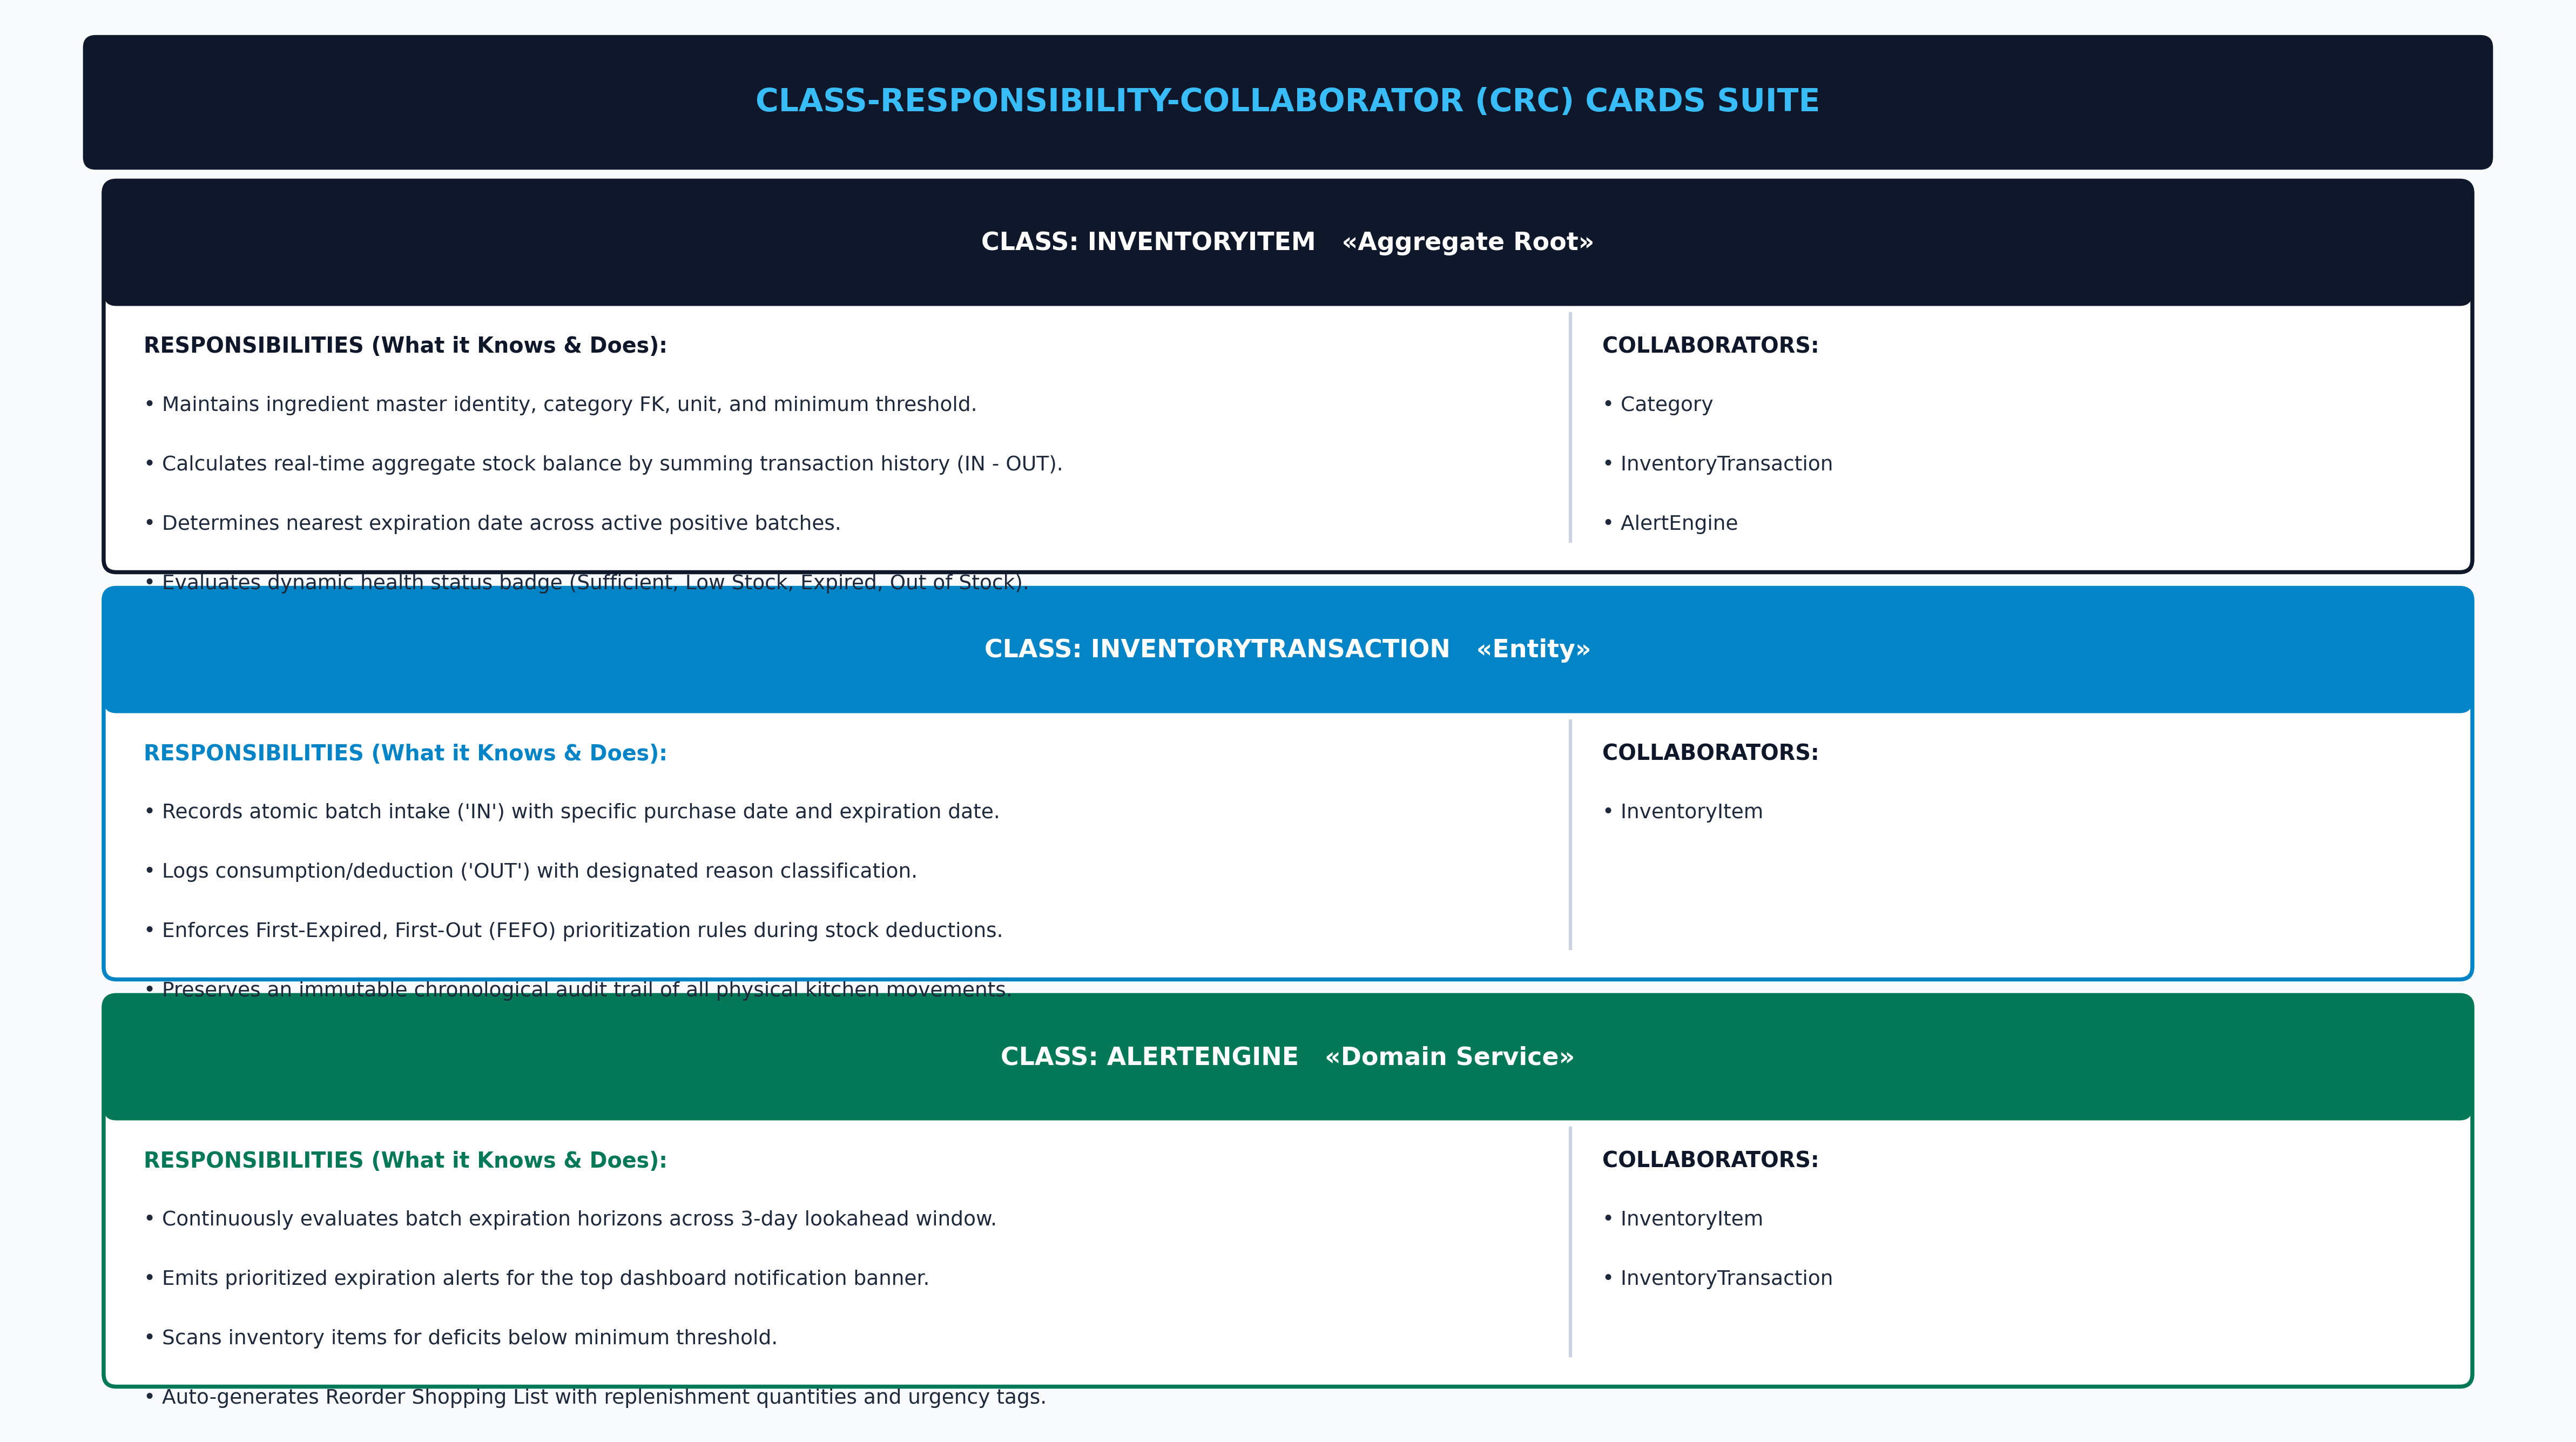 CLASS-RESPONSIBILITY-COLLABORATOR (CRC) CARDS SUITE
CLASS: INVENTORYITEM «Aggregate Root»
RESPONSIBILITIES (What it Knows & Does):
• Maintains ingredient master identity, category FK, unit, and minimum threshold.
• Calculates real-time aggregate stock balance by summing transaction history (IN - OUT).
• Determines nearest expiration date across active positive batches.
• Evaluates dynamic health status badge (Sufficient, Low Stock, Expired, Out of Stock).
COLLABORATORS:
• Category
• InventoryTransaction
• AlertEngine
CLASS: INVENTORYTRANSACTION «Entity»
RESPONSIBILITIES (What it Knows & Does):
• Records atomic batch intake ('IN') with specific purchase date and expiration date.
• Logs consumption/deduction ('OUT') with designated reason classification.
• Enforces First-Expired, First-Out (FEFO) prioritization rules during stock deductions.
• Preserves an immutable chronological audit trail of all physical kitchen movements.
COLLABORATORS:
• InventoryItem
CLASS: ALERTENGINE «Domain Service»
RESPONSIBILITIES (What it Knows & Does):
• Continuously evaluates batch expiration horizons across 3-day lookahead window.
• Emits prioritized expiration alerts for the top dashboard notification banner.
• Scans inventory items for deficits below minimum threshold.
• Auto-generates Reorder Shopping List with replenishment quantities and urgency tags.
COLLABORATORS:
• InventoryItem
• InventoryTransaction